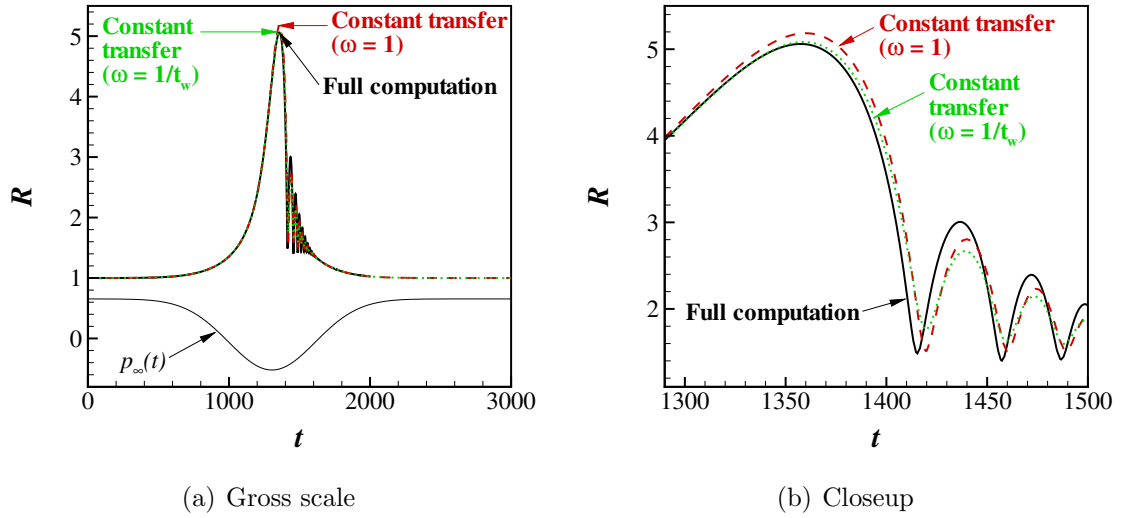 Constant
transfer
(ω = 1/t_w)
Constant transfer
(ω = 1)
Full computation
p_∞(t)
R
5
4
3
2
1
0
0
1000
2000
3000
t
(a) Gross scale
Constant transfer
(ω = 1)
Constant
transfer
(ω = 1/t_w)
Full computation
R
5
4
3
2
1300
1350
1400
1450
1500
t
(b) Closeup